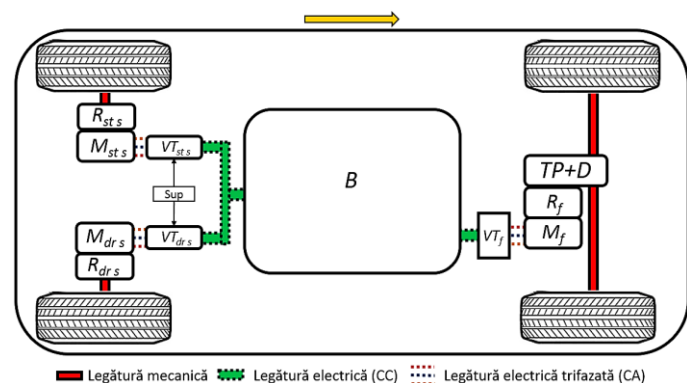 R st s
M st s
VT st s
Sup
M dr s
VT dr s
R dr s
B
TP+D
R f
M f
VT f
Legătură mecanică
Legătură electrică (CC)
Legătură electrică trifazată (CA)